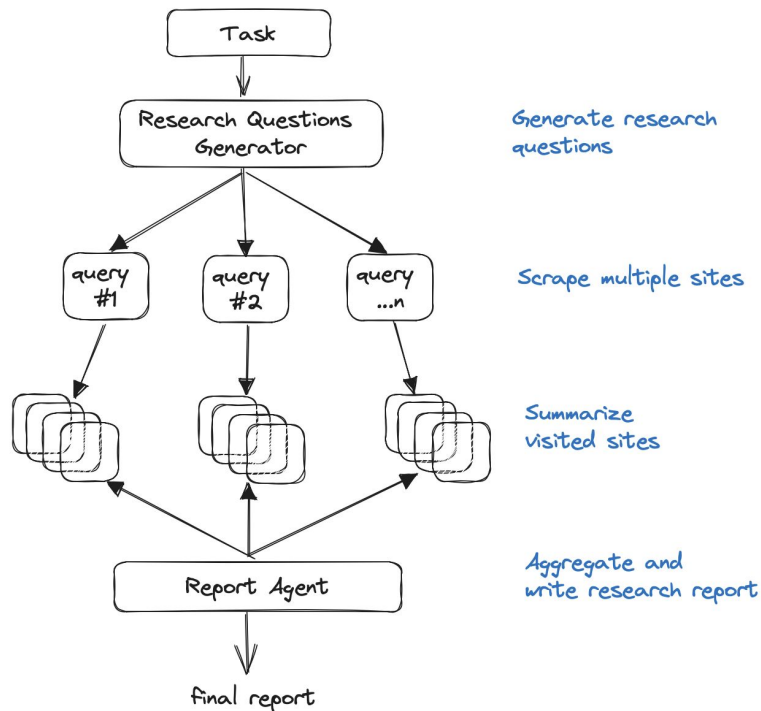 Task
Research Questions
Generator
Generate research
questions
query
#1
query
#2
query
...n
Scrape multiple sites
Summarize
visited sites
Report Agent
Aggregate and
write research report
final report